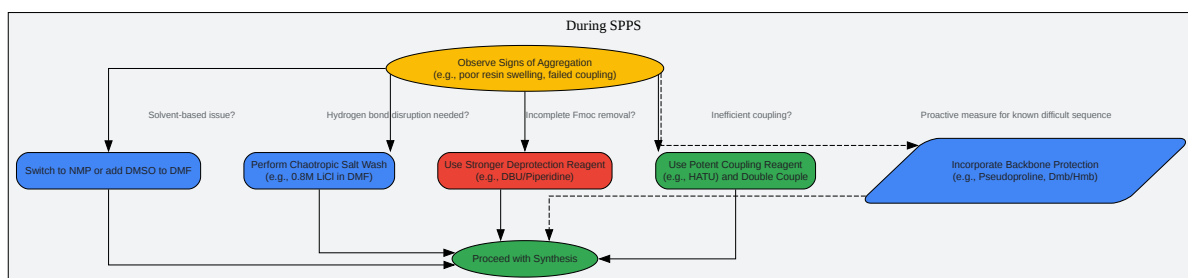 During SPPS
Observe Signs of Aggregation
(e.g., poor resin swelling, failed coupling)
Solvent-based issue?
Hydrogen bond disruption needed?
Incomplete Fmoc removal?
Inefficient coupling?
Proactive measure for known difficult sequence
Switch to NMP or add DMSO to DMF
Perform Chaotropic Salt Wash
(e.g., 0.8M LiCl in DMF)
Use Stronger Deprotection Reagent
(e.g., DBU/Piperidine)
Use Potent Coupling Reagent
(e.g., HATU) and Double Couple
Incorporate Backbone Protection
(e.g., Pseudoproline, Dmb/Hmb)
Proceed with Synthesis